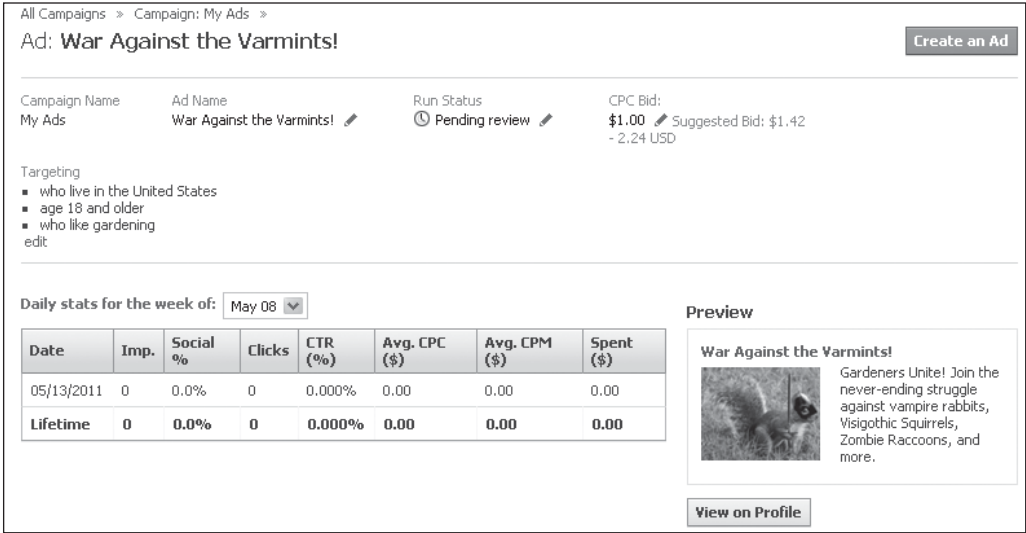 All Campaigns » Campaign: My Ads »
Ad: War Against the Varmints!
Create an Ad
Campaign Name
My Ads
Ad Name
War Against the Varmints!
Run Status
Pending review
CPC Bid:
$1.00 Suggested Bid: $1.42
- 2.24 USD
Targeting
▪ who live in the United States
▪ age 18 and older
▪ who like gardening
edit
Daily stats for the week of: May 08
Date Imp. Social % Clicks CTR (%) Avg. CPC ($) Avg. CPM ($) Spent ($)
05/13/2011 0 0.0% 0 0.000% 0.00 0.00 0.00
Lifetime 0 0.0% 0 0.000% 0.00 0.00 0.00
Preview
War Against the Varmints!
Gardeners Unite! Join the
never-ending struggle
against vampire rabbits,
Visigothic Squirrels,
Zombie Raccoons, and
more.
View on Profile